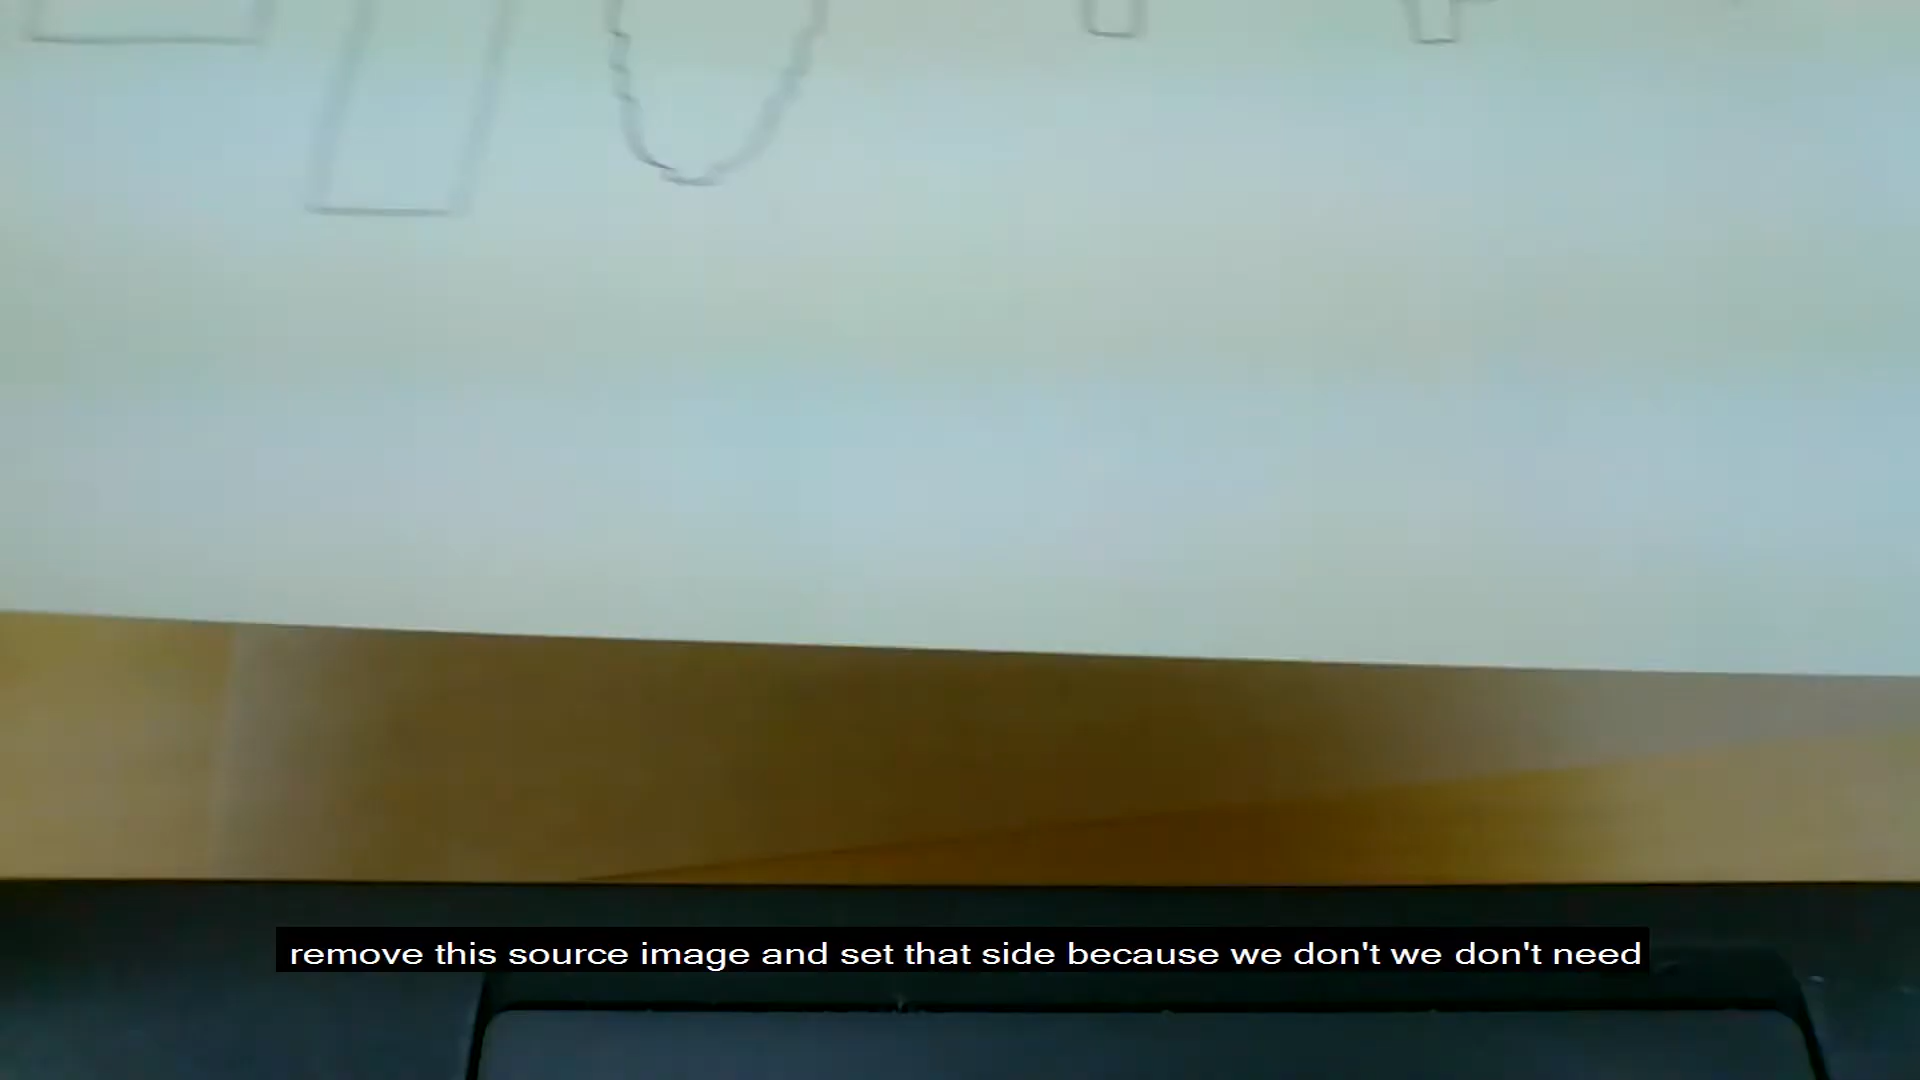 remove this source image and set that side because we don't we don't need